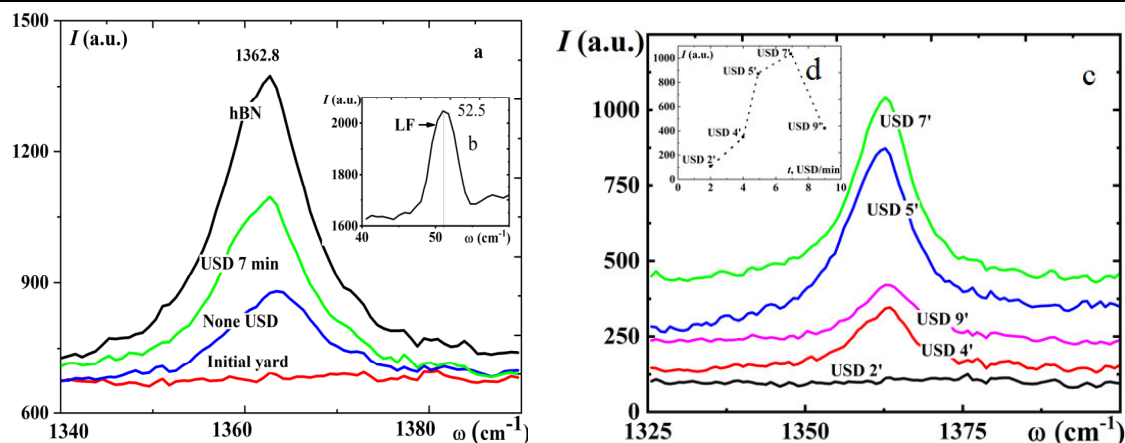 1500
1200
900
600
I (a.u.)
1362.8
a
hBN
USD 7 min
None USD
Initial yard
1340
1360
1380
ω (cm-1)
I (a.u.)
52.5
LF
b
2000
1800
1600
40
50
ω (cm-1)
I (a.u.)
c
1000
750
500
250
0
USD 7'
USD 5'
USD 9'
USD 4'
USD 2'
1325
1350
1375
ω (cm-1)
I (a.u.)
USD 7'
d
1000
800
600
400
200
0
USD 5'
USD 4'
USD 9"
USD 2'
t, USD/min
0
2
4
6
8
10